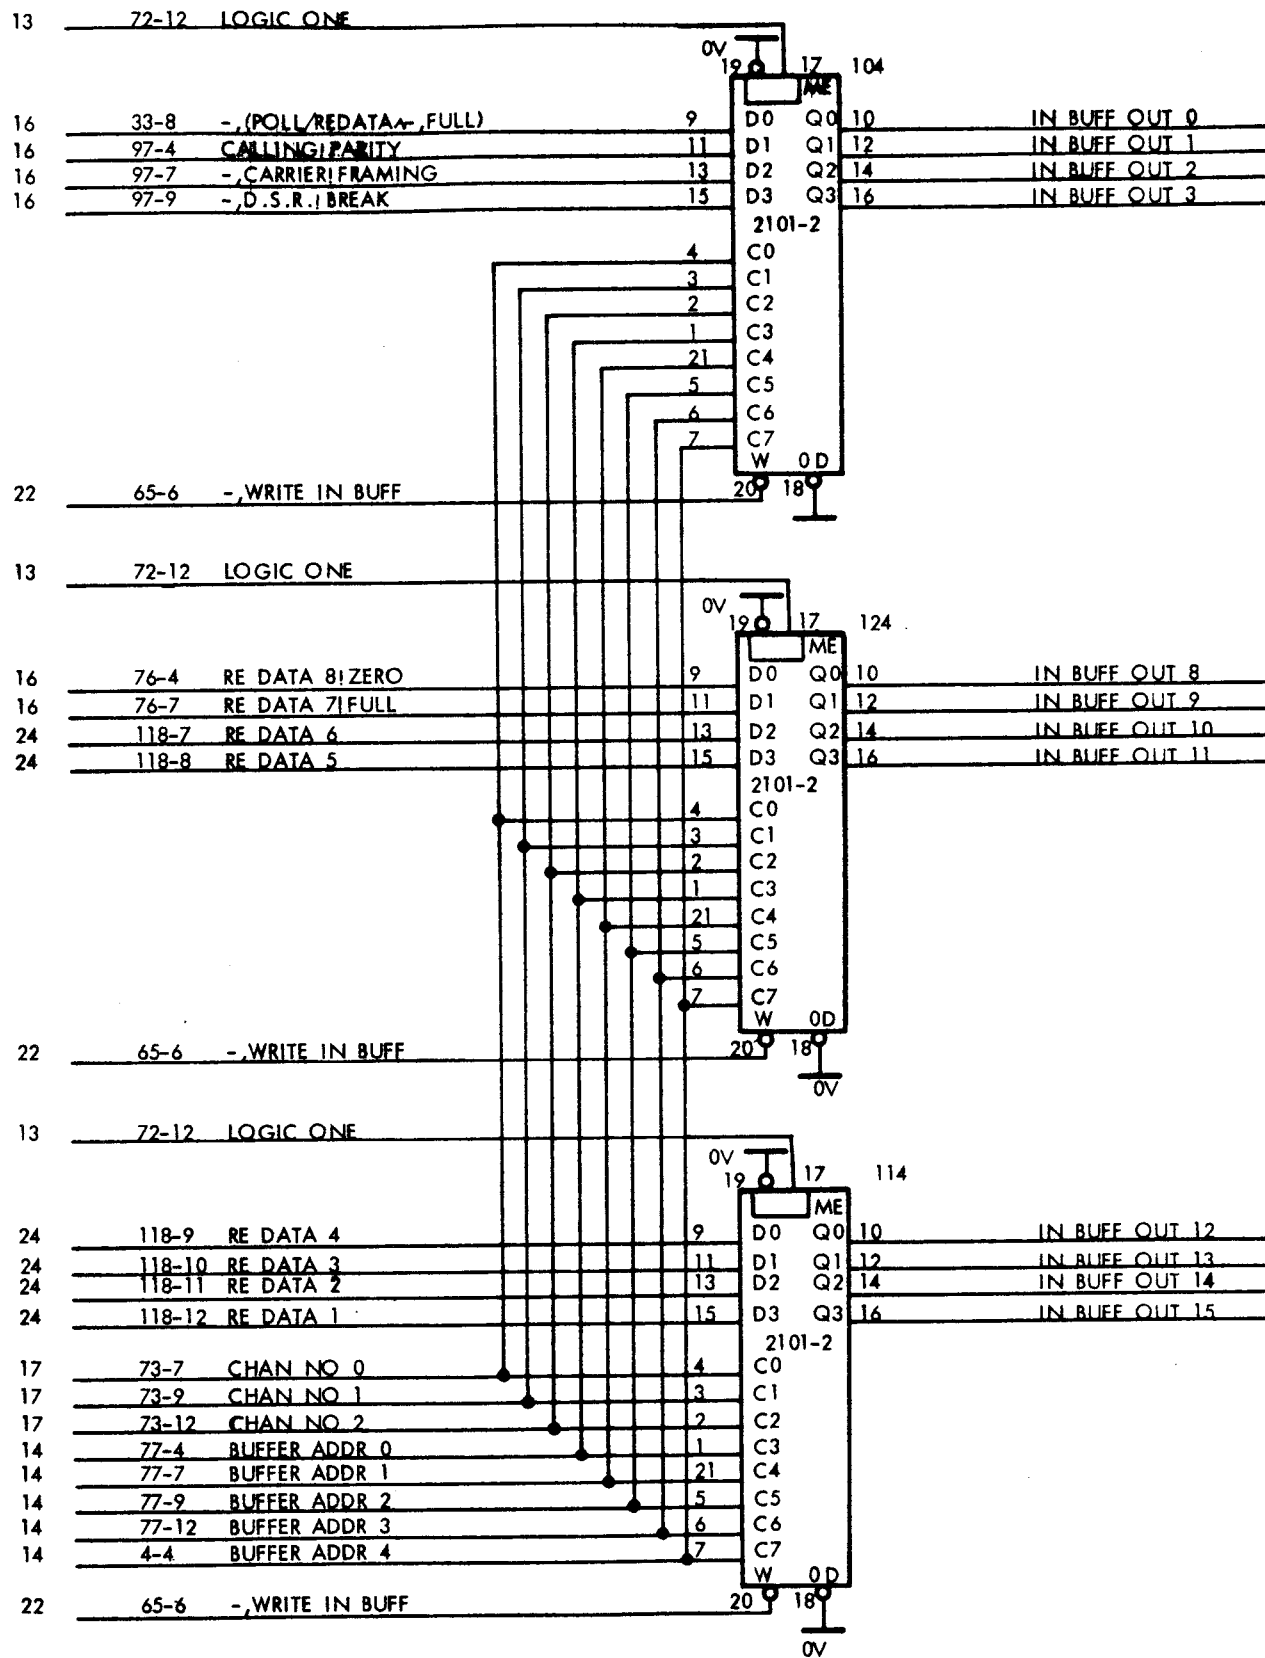 13 72-12 LOGIC ONE
0V
19 17 104
ME
16 33-8 -,(POLL/REDATA -,FULL) 9 D0 Q0 10 IN BUFF OUT 0
16 97-4 CALLING!PARITY 11 D1 Q1 12 IN BUFF OUT 1
16 97-7 -,CARRIER!FRAMING 13 D2 Q2 14 IN BUFF OUT 2
16 97-9 -,D.S.R.!BREAK 15 D3 Q3 16 IN BUFF OUT 3
2101-2
4 C0
3 C1
2 C2
1 C3
21 C4
5 C5
6 C6
7 C7
W 0D
22 65-6 -,WRITE IN BUFF 20 18
13 72-12 LOGIC ONE
0V
19 17 124
ME
16 76-4 RE DATA 8!ZERO 9 D0 Q0 10 IN BUFF OUT 8
16 76-7 RE DATA 7!FULL 11 D1 Q1 12 IN BUFF OUT 9
24 118-7 RE DATA 6 13 D2 Q2 14 IN BUFF OUT 10
24 118-8 RE DATA 5 15 D3 Q3 16 IN BUFF OUT 11
2101-2
4 C0
3 C1
2 C2
1 C3
21 C4
5 C5
6 C6
7 C7
W 0D
22 65-6 -,WRITE IN BUFF 20 18
0V
13 72-12 LOGIC ONE
0V
19 17 114
ME
24 118-9 RE DATA 4 9 D0 Q0 10 IN BUFF OUT 12
24 118-10 RE DATA 3 11 D1 Q1 12 IN BUFF OUT 13
24 118-11 RE DATA 2 13 D2 Q2 14 IN BUFF OUT 14
24 118-12 RE DATA 1 15 D3 Q3 16 IN BUFF OUT 15
2101-2
17 73-7 CHAN NO 0 4 C0
17 73-9 CHAN NO 1 3 C1
17 73-12 CHAN NO 2 2 C2
14 77-4 BUFFER ADDR 0 1 C3
14 77-7 BUFFER ADDR 1 21 C4
14 77-9 BUFFER ADDR 2 5 C5
14 77-12 BUFFER ADDR 3 6 C6
14 4-4 BUFFER ADDR 4 7 C7
W 0D
22 65-6 -,WRITE IN BUFF 20 18
0V